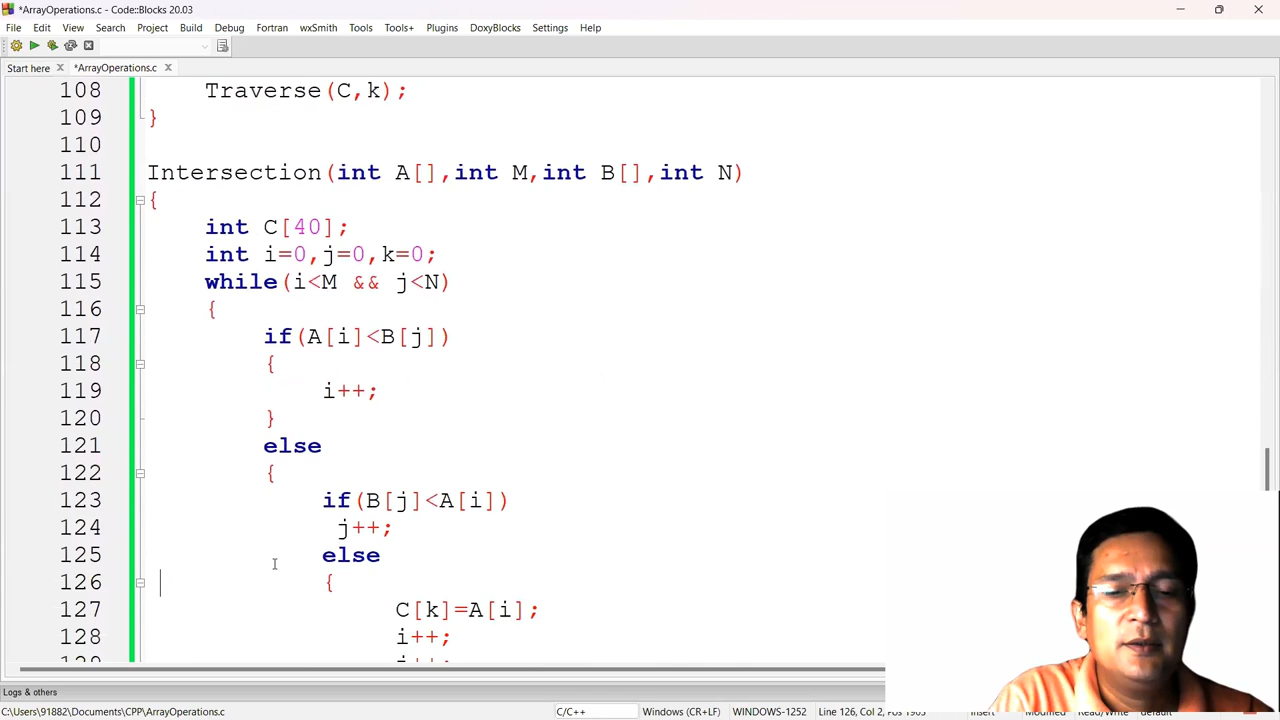 *ArrayOperations.c - Code::Blocks 20.03
File Edit View Search Project Build Debug Fortran wxSmith Tools Tools+ Plugins DoxyBlocks Settings Help
Start here *ArrayOperations.c
108 Traverse(C,k);
109 }
110
111 Intersection(int A[],int M,int B[],int N)
112 {
113 int C[40];
114 int i=0,j=0,k=0;
115 while(i<M && j<N)
116 {
117 if(A[i]<B[j])
118 {
119 i++;
120 }
121 else
122 {
123 if(B[j]<A[i])
124 j++;
125 else
126 {
127 C[k]=A[i];
128 i++;
Logs & others
C:\Users\91882\Documents\CPP\ArrayOperations.c C/C++ Windows (CR+LF) WINDOWS-1252 Line 126, Col 2, Pos 1903 Insert Modified Read/Write default